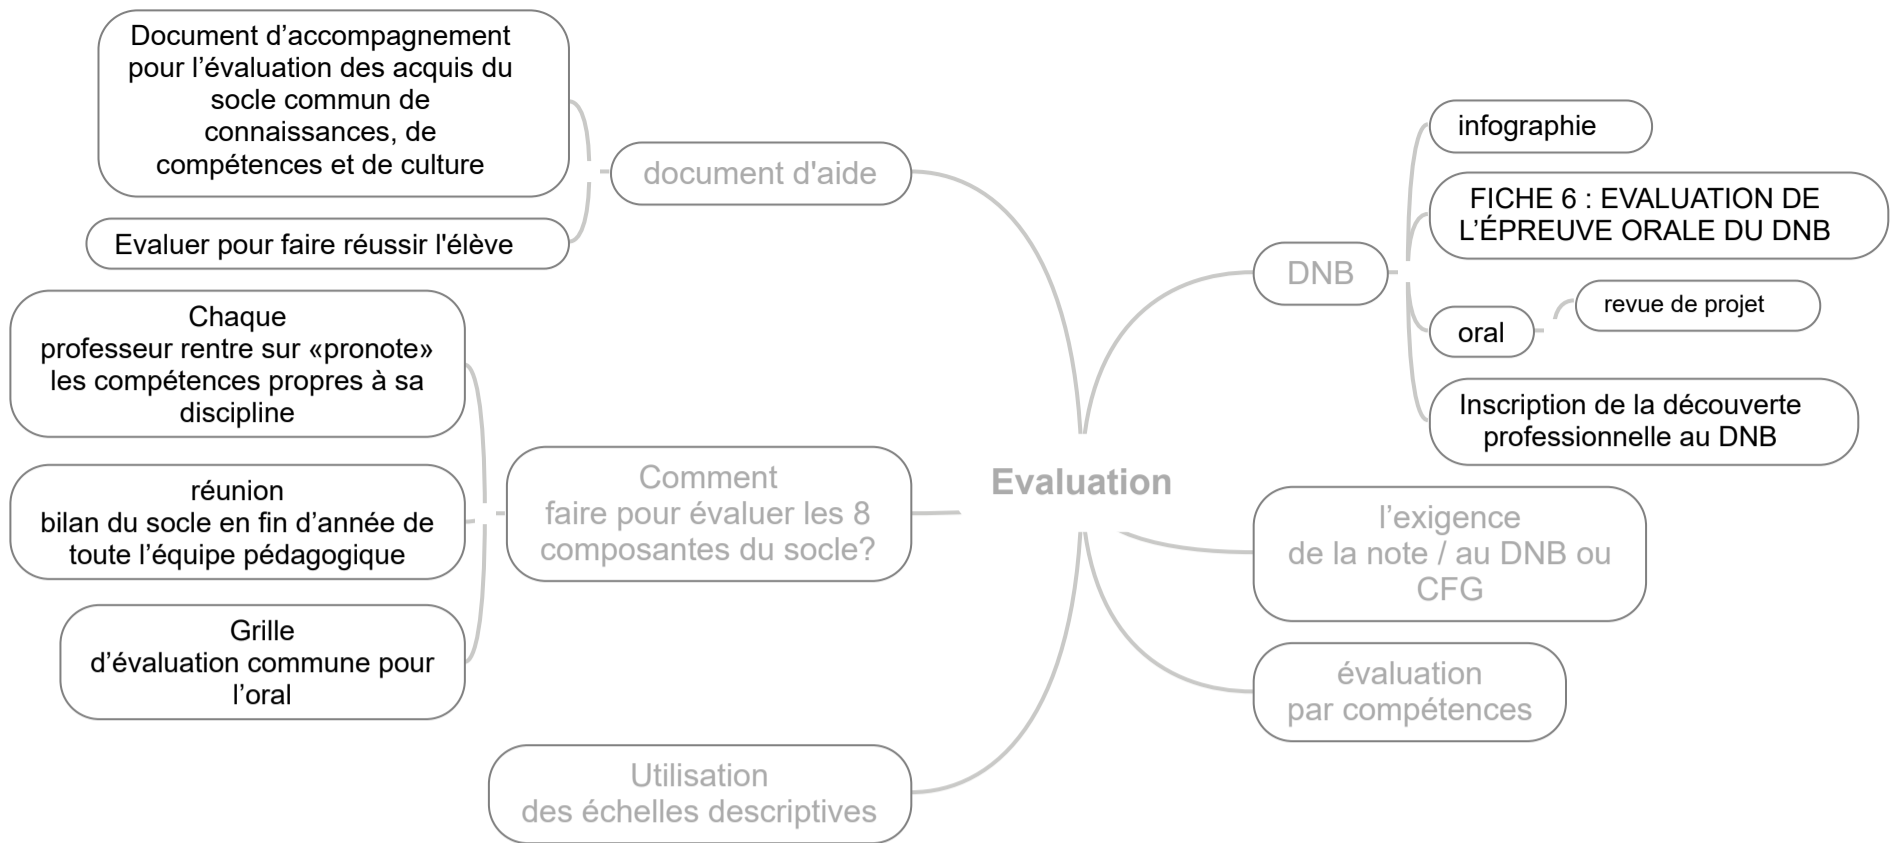 Document d’accompagnement
pour l’évaluation des acquis du
socle commun de
connaissances, de
compétences et de culture
Evaluer pour faire réussir l'élève
document d'aide
Chaque
professeur rentre sur «pronote»
les compétences propres à sa
discipline
réunion
bilan du socle en fin d’année de
toute l’équipe pédagogique
Grille
d’évaluation commune pour
l’oral
Comment
faire pour évaluer les 8
composantes du socle?
Utilisation
des échelles descriptives
Evaluation
DNB
infographie
FICHE 6 : EVALUATION DE
L’ÉPREUVE ORALE DU DNB
oral
revue de projet
Inscription de la découverte
professionnelle au DNB
l’exigence
de la note / au DNB ou
CFG
évaluation
par compétences